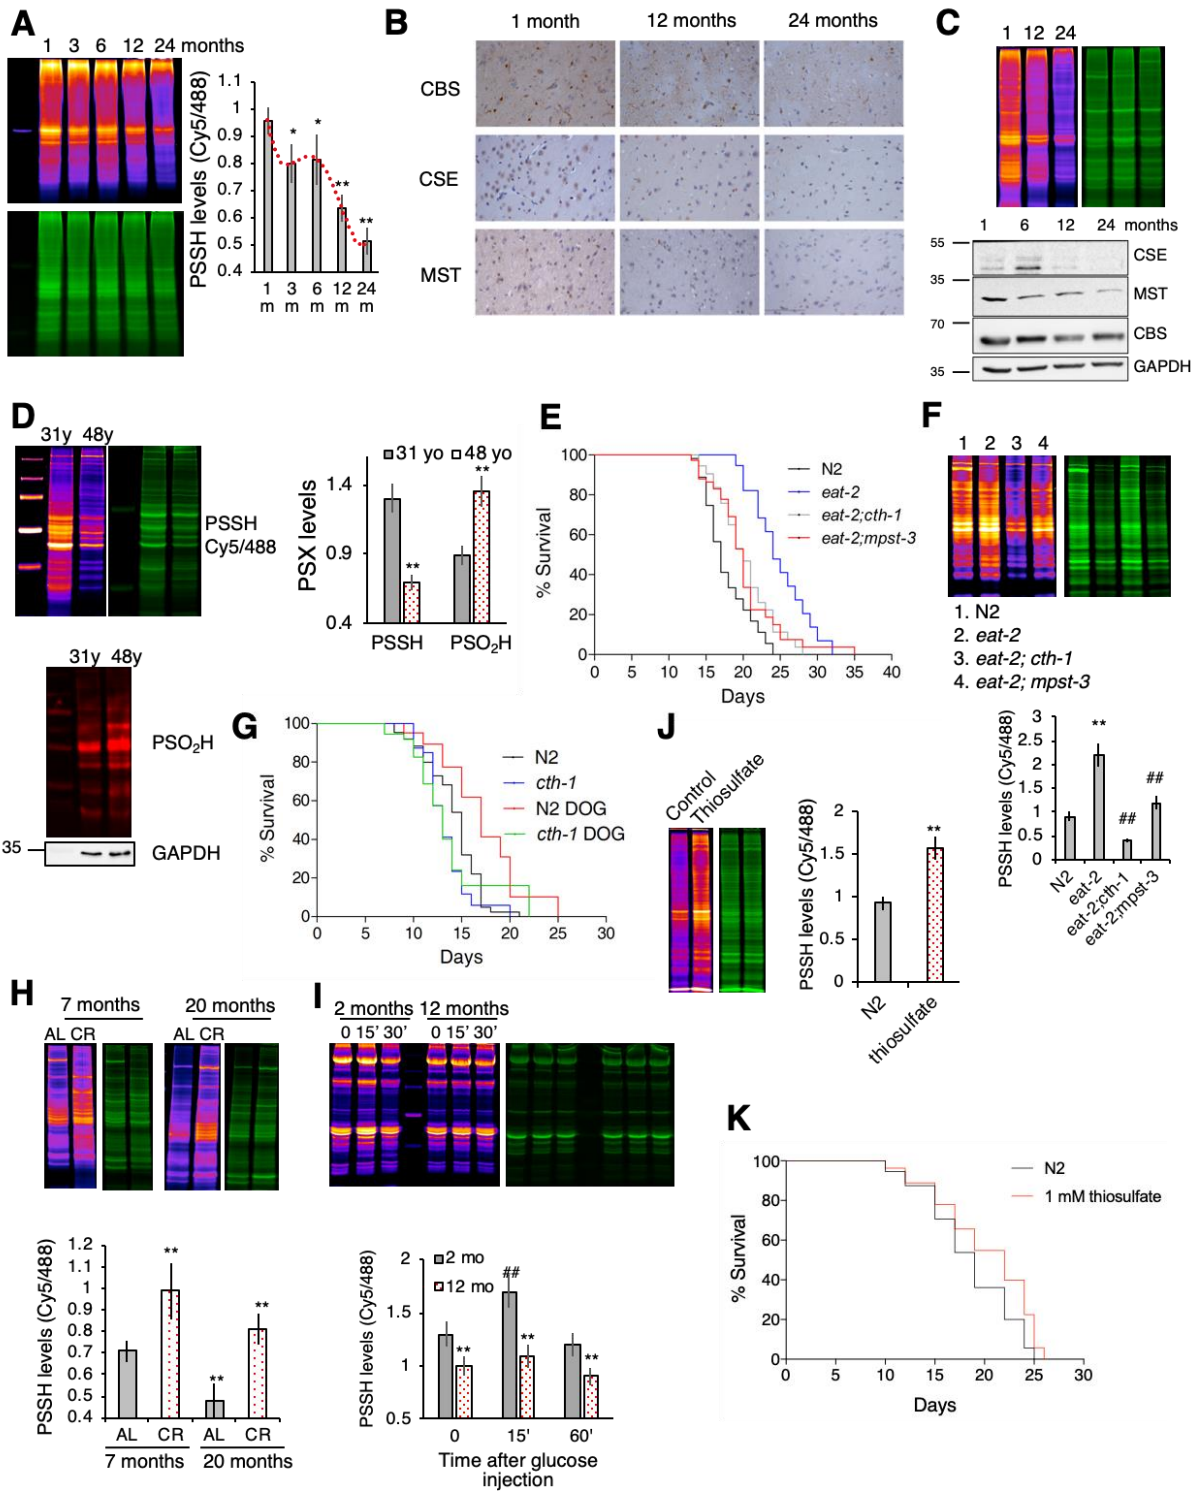 A
1 3 6 12 24 months
PSSH levels (Cy5/488)
1.1
1
0.9
0.8
0.7
0.6
0.5
0.4
*
*
**
**
1 3 6 12 24
m m m m m
B
1 month 12 months 24 months
CBS
CSE
MST
C
1 12 24
1 6 12 24 months
55
CSE
35
MST
70
CBS
35
GAPDH
D
31y 48y
PSSH
Cy5/488
31 yo 48 yo
PSX levels
1.4
0.9
0.4
**
**
PSSH PSO2H
31y 48y
PSO2H
35
GAPDH
E
% Survival
100
80
60
40
20
0
0 5 10 15 20 25 30 35 40
Days
N2
eat-2
eat-2;cth-1
eat-2;mpst-3
F
1 2 3 4
1. N2
2. eat-2
3. eat-2; cth-1
4. eat-2; mpst-3
PSSH levels (Cy5/488)
3
2.5
2
1.5
1
0.5
0
**
##
##
N2
eat-2
eat-2;cth-1
eat-2;mpst-3
G
% Survival
100
80
60
40
20
0
0 5 10 15 20 25 30
Days
N2
cth-1
N2 DOG
cth-1 DOG
J
Control
Thiosulfate
PSSH levels (Cy5/488)
2
1.5
1
0.5
0
**
N2
thiosulfate
H
7 months 20 months
AL CR AL CR
PSSH levels (Cy5/488)
1.2
1.1
1
0.9
0.8
0.7
0.6
0.5
0.4
**
**
**
AL CR AL CR
7 months 20 months
I
2 months 12 months
0 15' 30' 0 15' 30'
PSSH levels (Cy5/488)
2
1.5
1
0.5
2 mo
12 mo
##
**
**
**
0 15' 60'
Time after glucose
injection
K
% Survival
100
80
60
40
20
0
0 5 10 15 20 25 30
Days
N2
1 mM thiosulfate